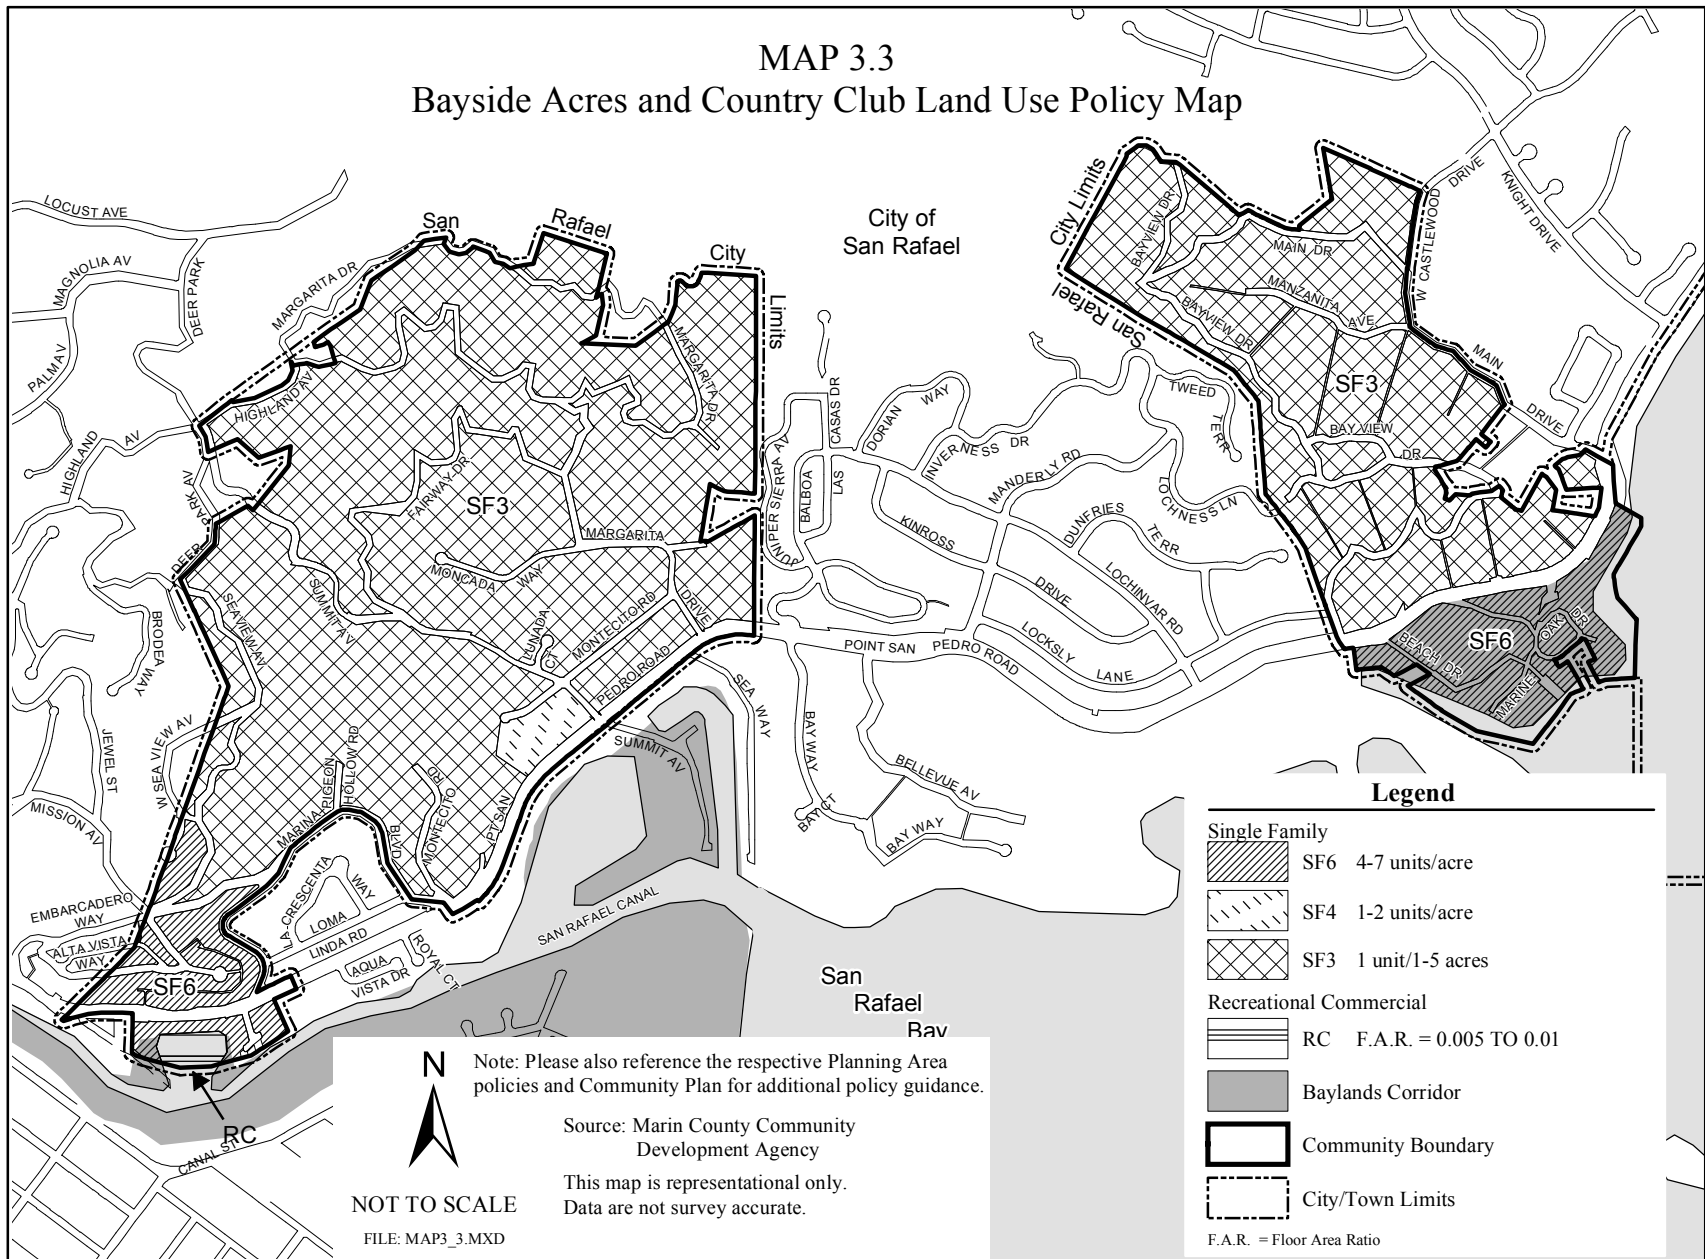 MAP 3.3
Bayside Acres and Country Club Land Use Policy Map
LOCUST AVE
MAGNOLIA AV
DEER PARK
PALM AV
MARGARITA DR
San
Rafael
City
Limits
City of
San Rafael
City Limits
San Rafael
BAYVIEW DR
MAIN DR
MANZANITA
AVE
BAYVIEW DR
W CASTLEWOOD
DRIVE
KNIGHT DRIVE
MAIN
DRIVE
SF3
BAY VIEW
DR
HIGHLAND AV
HIGHLAND
AV
DEER
PARK AV
MARGARITA DR
FAIRWAY DR
SF3
MARGARITA
MONCADA
WAY
DRIVE
SUMMIT AV
SEAVIEW AV
LUNADA
CT
MONTECITO RD
PEDRO ROAD
BRODEA
WAY
JEWEL ST
MISSION AV
W SEA VIEW AV
MARINA
PIGEON
HOLLOW RD
BLVD
MONTECITO
RD
PT SAN
JUNIPER SIERRA AV
JUNIP
BALBOA
LAS
CASAS DR
DORIAN
WAY
INVERNESS DR
MANDERLY RD
TWEED
TERR
LOCHNESS LN
KINROSS
DRIVE
DUNFRIES
TERR
LOCHINVAR RD
LOCKSLY
LANE
POINT SAN
PEDRO ROAD
SEA
WAY
SUMMIT AV
BAY WAY
BAY CT
BELLEVUE AV
BAY WAY
BEACH DR
SF6
OAK
DR
MARINE
EMBARCADERO
WAY
ALTA VISTA
WAY
SF6
LA-CRESCENTA
WAY
LOMA
LINDA RD
AQUA
VISTA DR
ROYAL CT
SAN RAFAEL CANAL
San
Rafael
Bay
RC
CANAL ST
N
NOT TO SCALE
FILE: MAP3_3.MXD
Note: Please also reference the respective Planning Area
policies and Community Plan for additional policy guidance.
Source: Marin County Community
Development Agency
This map is representational only.
Data are not survey accurate.
Legend
Single Family
SF6 4-7 units/acre
SF4 1-2 units/acre
SF3 1 unit/1-5 acres
Recreational Commercial
RC F.A.R. = 0.005 TO 0.01
Baylands Corridor
Community Boundary
City/Town Limits
F.A.R. = Floor Area Ratio